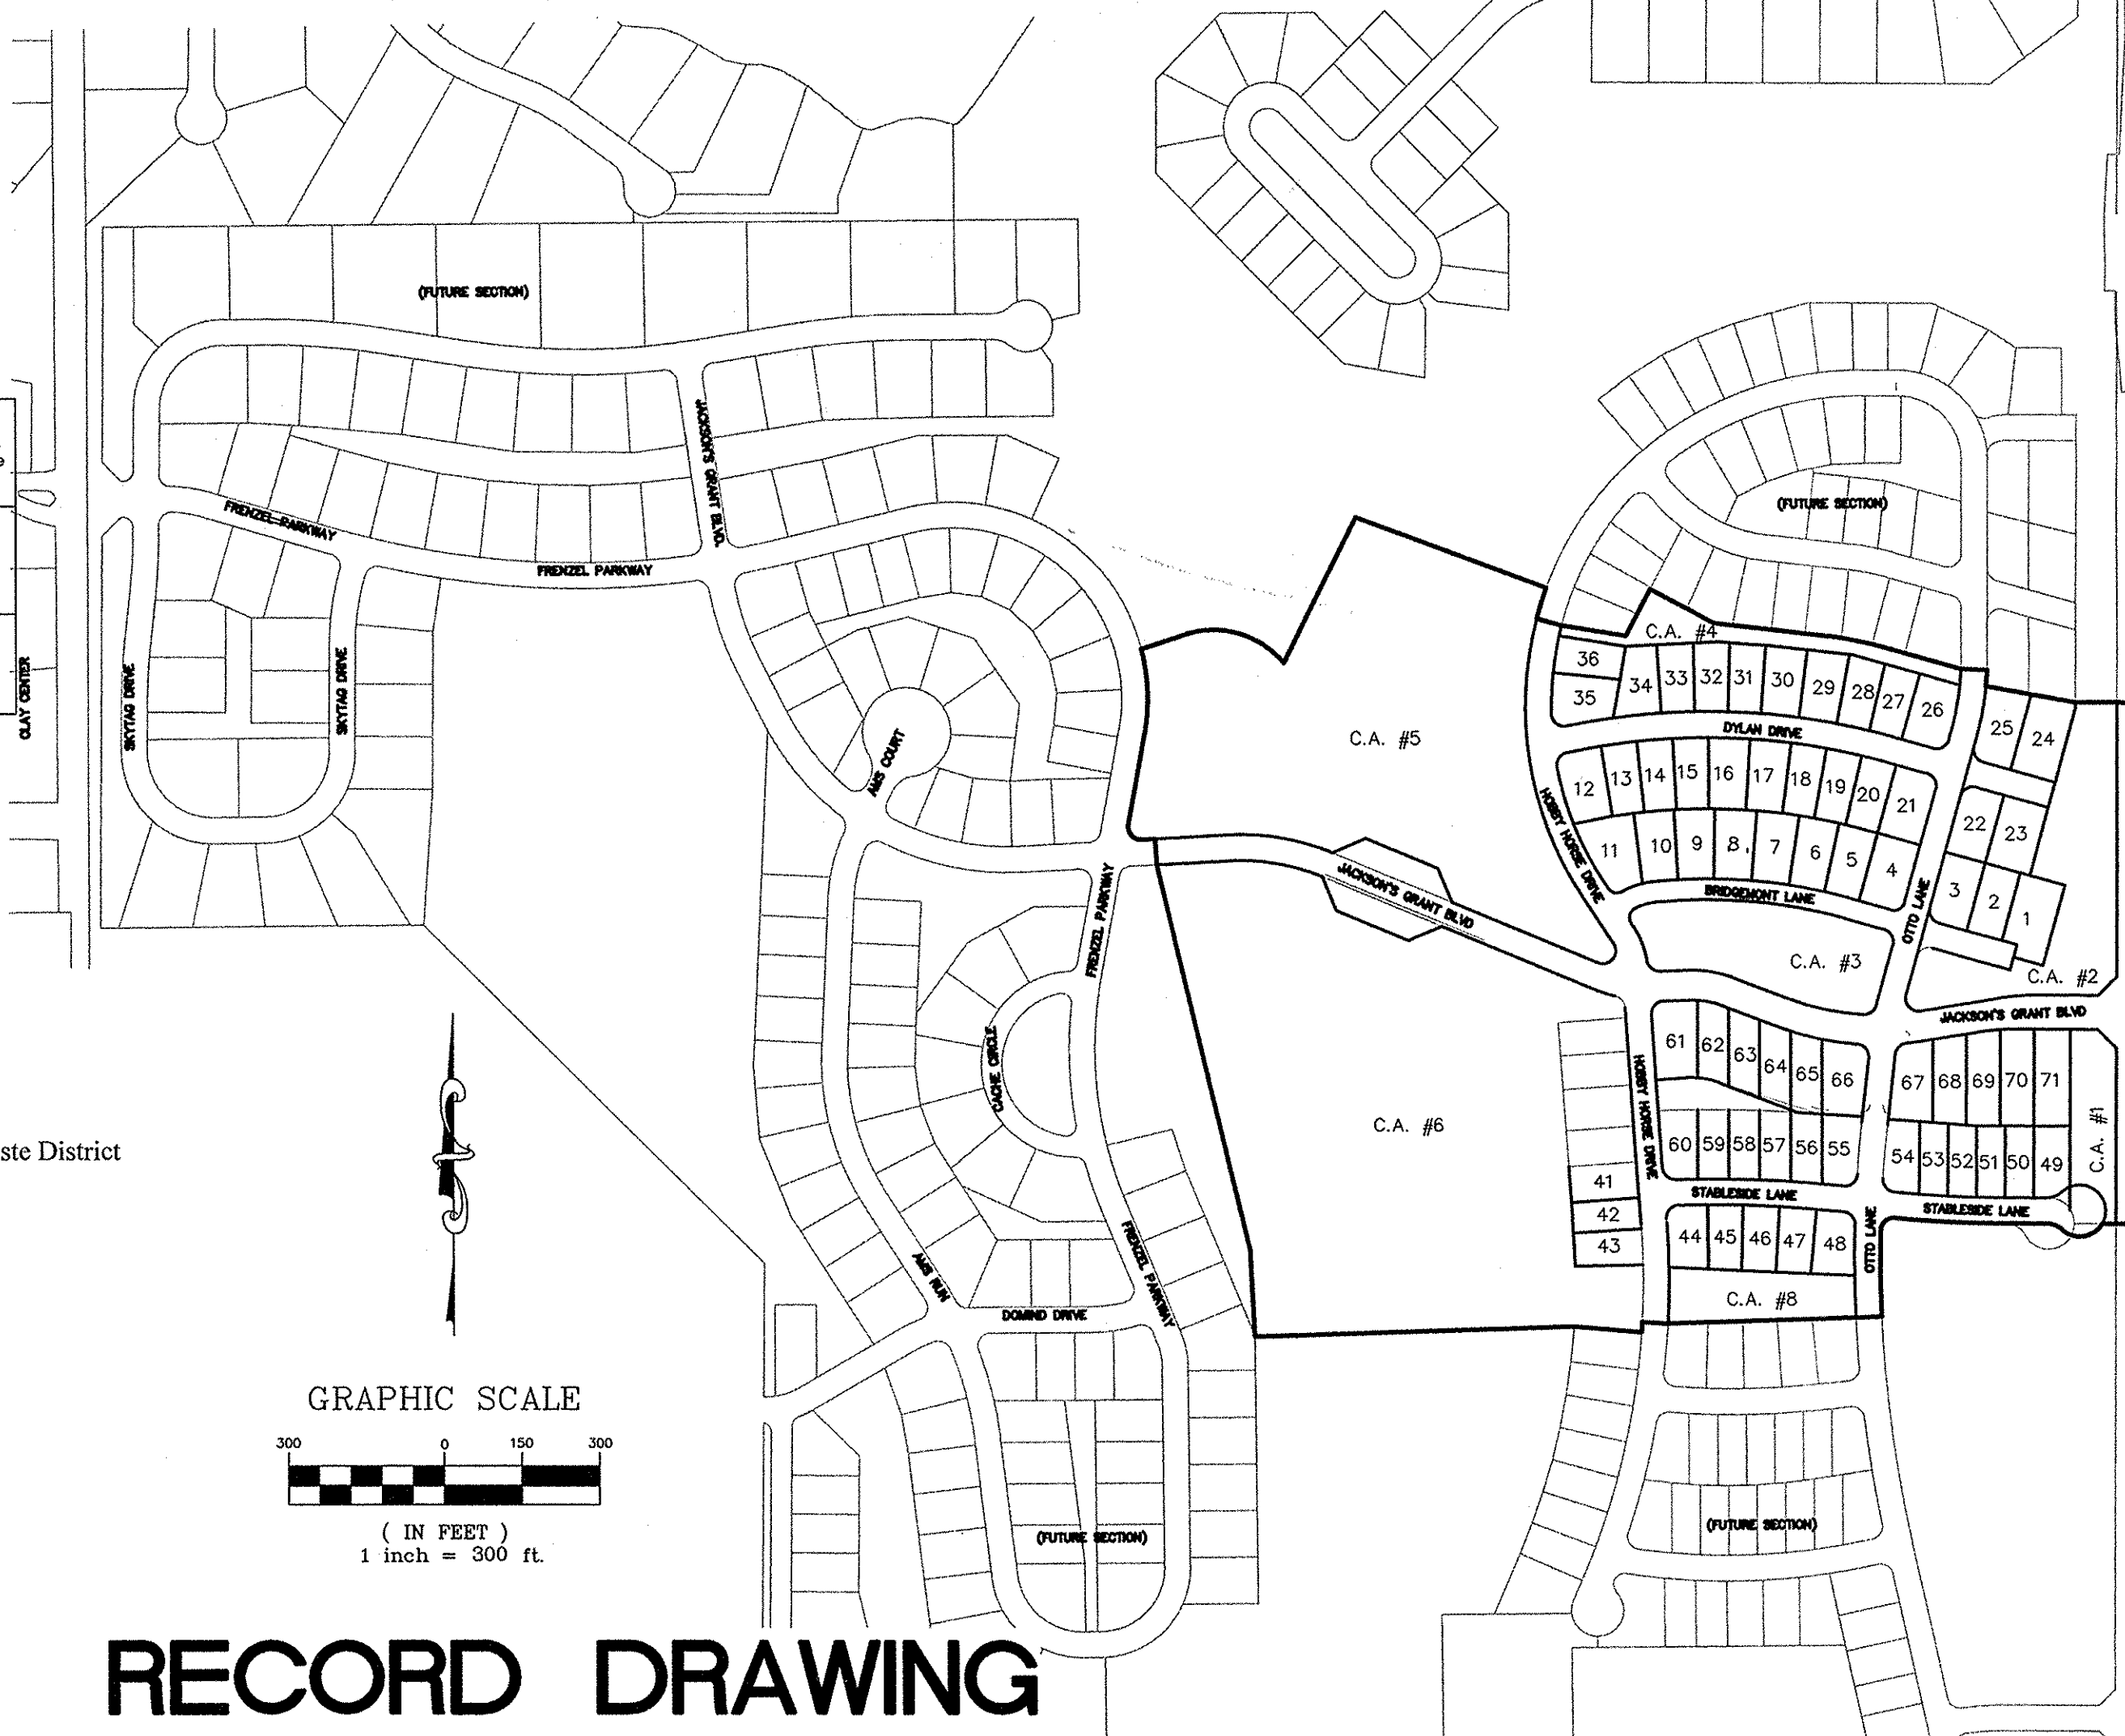 (FUTURE SECTION)
JACKSON'S GRANT BLVD.
FRENZEL PARKWAY
FRENZEL PARKWAY
(FUTURE SECTION)
C.A. #4
36
35
34
33
32
31
30
29
28
27
26
25
24
DYLAN DRIVE
CLAY CENTER
SKYTAG DRIVE
SKYTAG DRIVE
AMS COURT
C.A. #5
HOBBY HORSE DRIVE
12
13
14
15
16
17
18
19
20
21
22
23
11
10
9
8
7
6
5
4
3
2
1
BRIDGEMONT LANE
OTTO LANE
JACKSON'S GRANT BLVD
FRENZEL PARKWAY
C.A. #3
C.A. #2
JACKSON'S GRANT BLVD
CACHE CIRCLE
61
62
63
64
65
66
67
68
69
70
71
HOBBY HORSE DRIVE
C.A. #6
C.A. #1
ste District
60
59
58
57
56
55
54
53
52
51
50
49
41
42
43
STABLESIDE LANE
STABLESIDE LANE
44
45
46
47
48
OTTO LANE
C.A. #8
AMS RUN
FRENZEL PARKWAY
DOMINO DRIVE
GRAPHIC SCALE
300 0 150 300
( IN FEET )
1 inch = 300 ft.
(FUTURE SECTION)
(FUTURE SECTION)
RECORD DRAWING